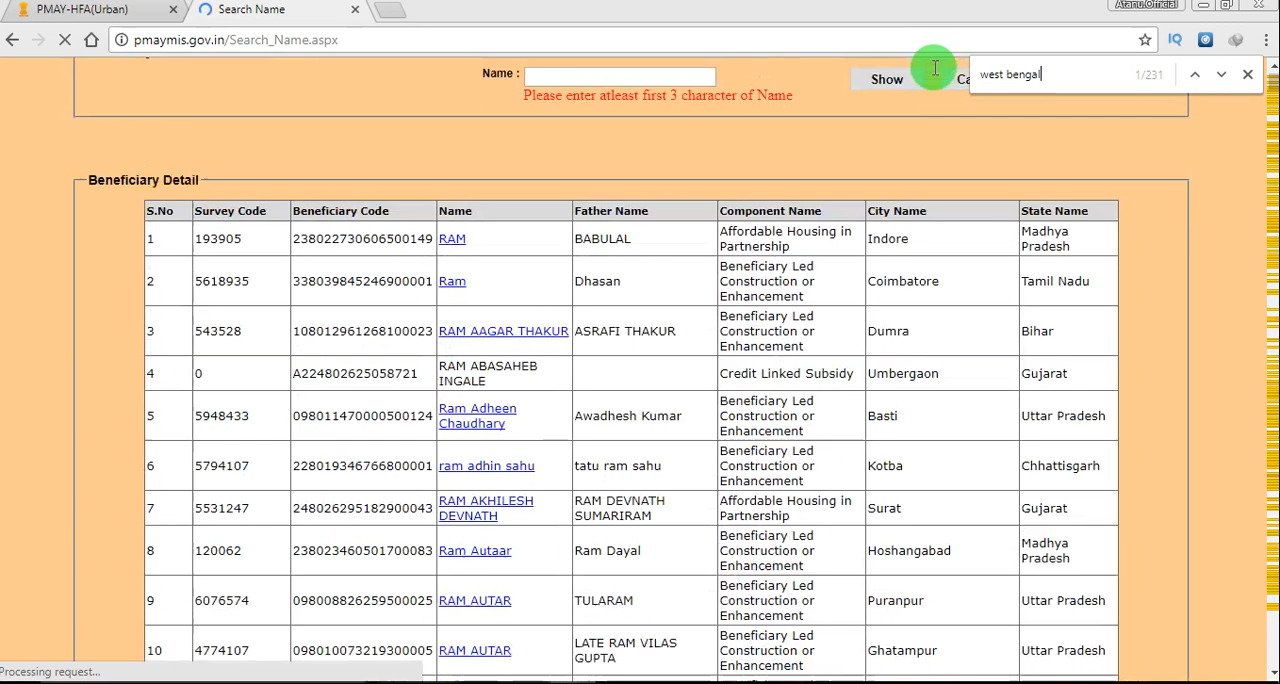 PMAY-HFA(Urban)
Search Name
Atanu.Official
pmaymis.gov.in/Search_Name.aspx
west bengal 1/231
Name :
Show
Ca
Please enter atleast first 3 character of Name
Beneficiary Detail
S.No Survey Code Beneficiary Code Name Father Name Component Name City Name State Name
1 193905 238022730606500149 RAM BABULAL Affordable Housing in Partnership Indore Madhya Pradesh
2 5618935 338039845246900001 Ram Dhasan Beneficiary Led Construction or Enhancement Coimbatore Tamil Nadu
3 543528 108012961268100023 RAM AAGAR THAKUR ASRAFI THAKUR Beneficiary Led Construction or Enhancement Dumra Bihar
4 0 A224802625058721 RAM ABASAHEB INGALE Credit Linked Subsidy Umbergaon Gujarat
5 5948433 098011470000500124 Ram Adheen Chaudhary Awadhesh Kumar Beneficiary Led Construction or Enhancement Basti Uttar Pradesh
6 5794107 228019346766800001 ram adhin sahu tatu ram sahu Beneficiary Led Construction or Enhancement Kotba Chhattisgarh
7 5531247 248026295182900043 RAM AKHILESH DEVNATH RAM DEVNATH SUMARIRAM Affordable Housing in Partnership Surat Gujarat
8 120062 238023460501700083 Ram Autaar Ram Dayal Beneficiary Led Construction or Enhancement Hoshangabad Madhya Pradesh
9 6076574 098008826259500025 RAM AUTAR TULARAM Beneficiary Led Construction or Enhancement Puranpur Uttar Pradesh
10 4774107 098010073219300005 RAM AUTAR LATE RAM VILAS GUPTA Beneficiary Led Construction or Enhancement Ghatampur Uttar Pradesh
Processing request...